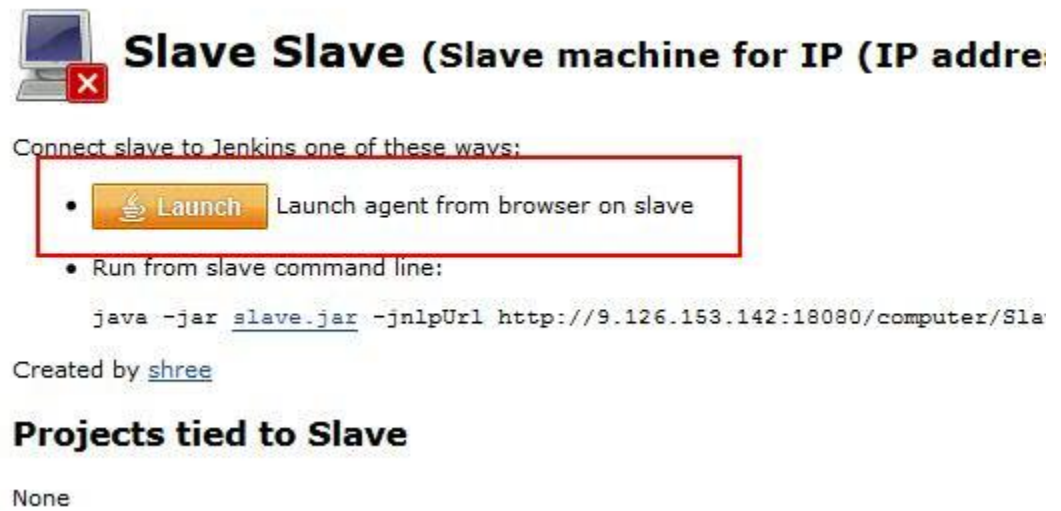 Slave Slave (Slave machine for IP (IP addre
Connect slave to Jenkins one of these ways:
• Launch Launch agent from browser on slave
• Run from slave command line:
java -jar slave.jar -jnlpUrl http://9.126.153.142:18080/computer/Sla
Created by shree
Projects tied to Slave
None